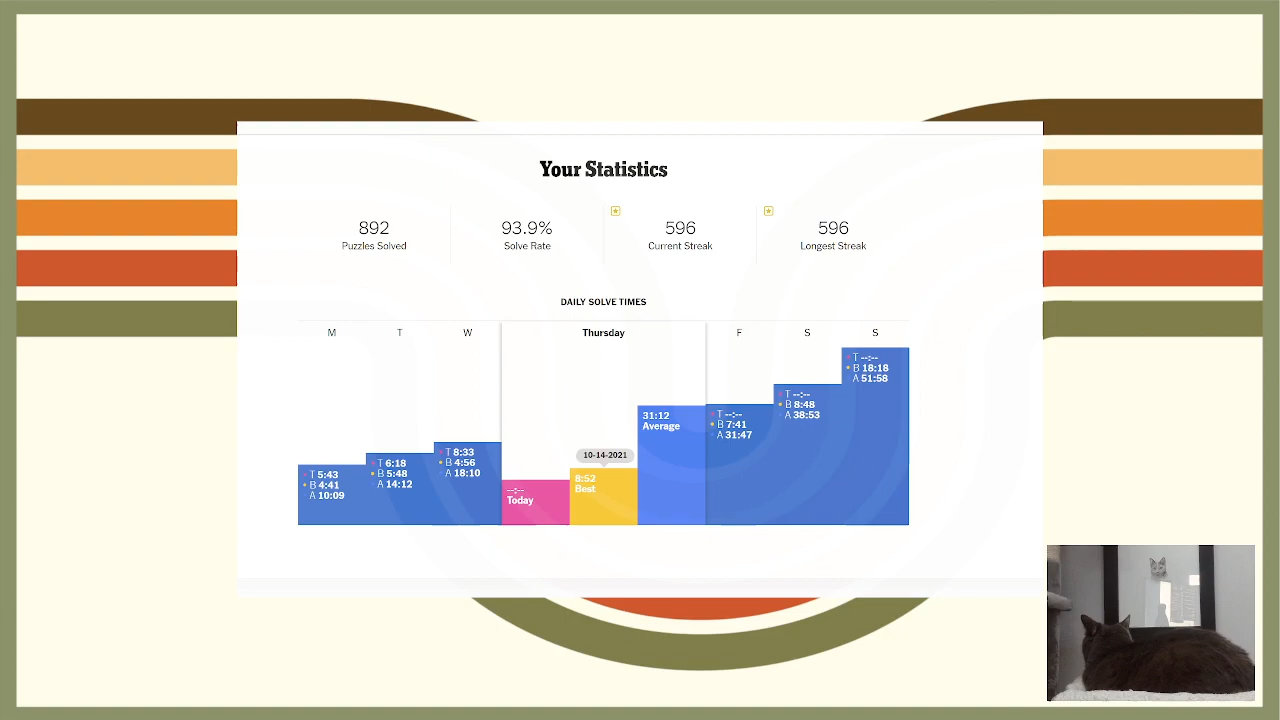 Your Statistics
892
Puzzles Solved
93.9%
Solve Rate
596
Current Streak
596
Longest Streak
DAILY SOLVE TIMES
M
T
W
Thursday
F
S
S
T 5:43
B 4:41
A 10:09
T 6:18
B 5:48
A 14:12
T 8:33
B 4:56
A 18:10
--:--
Today
10-14-2021
8:52
Best
31:12
Average
T --:--
B 7:41
A 31:47
T --:--
B 8:48
A 38:53
T --:--
B 18:18
A 51:58